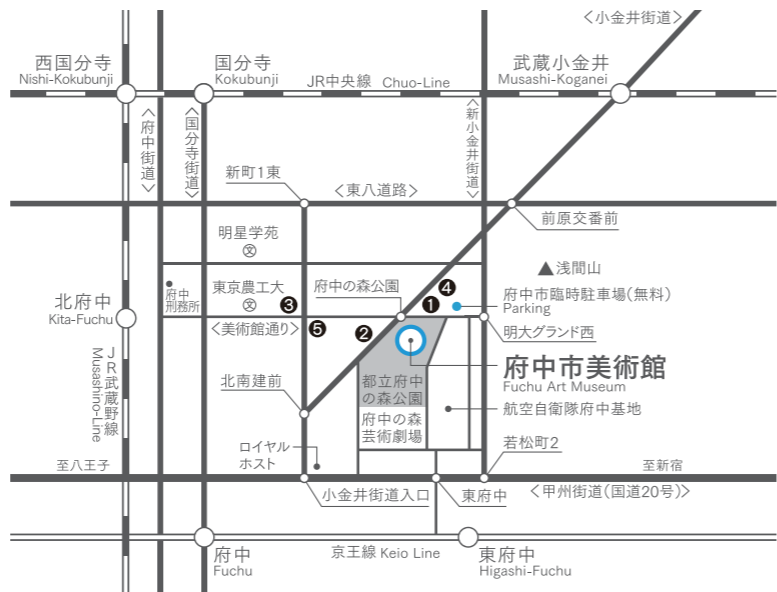 〈小金井街道〉
西国分寺
Nishi-Kokubunji
国分寺
Kokubunji
JR中央線 Chuo-Line
武蔵小金井
Musashi-Koganei
〈府中街道〉
〈国分寺街道〉
〈新小金井街道〉
新町1東
〈東八道路〉
前原交番前
明星学苑
文
浅間山
府中
刑務所
東京農工大
文
❸
府中の森公園
❹
❶
府中市臨時駐車場(無料)
Parking
北府中
Kita-Fuchu
〈美術館通り〉
❺
❷
明大グランド西
府中市美術館
Fuchu Art Museum
JR武蔵野線
Musashino-Line
北南建前
都立府中
の森公園
航空自衛隊府中基地
府中の森
芸術劇場
ロイヤル
ホスト
若松町2
至八王子
至新宿
小金井街道入口
東府中
〈甲州街道(国道20号)〉
府中
Fuchu
京王線 Keio Line
東府中
Higashi-Fuchu